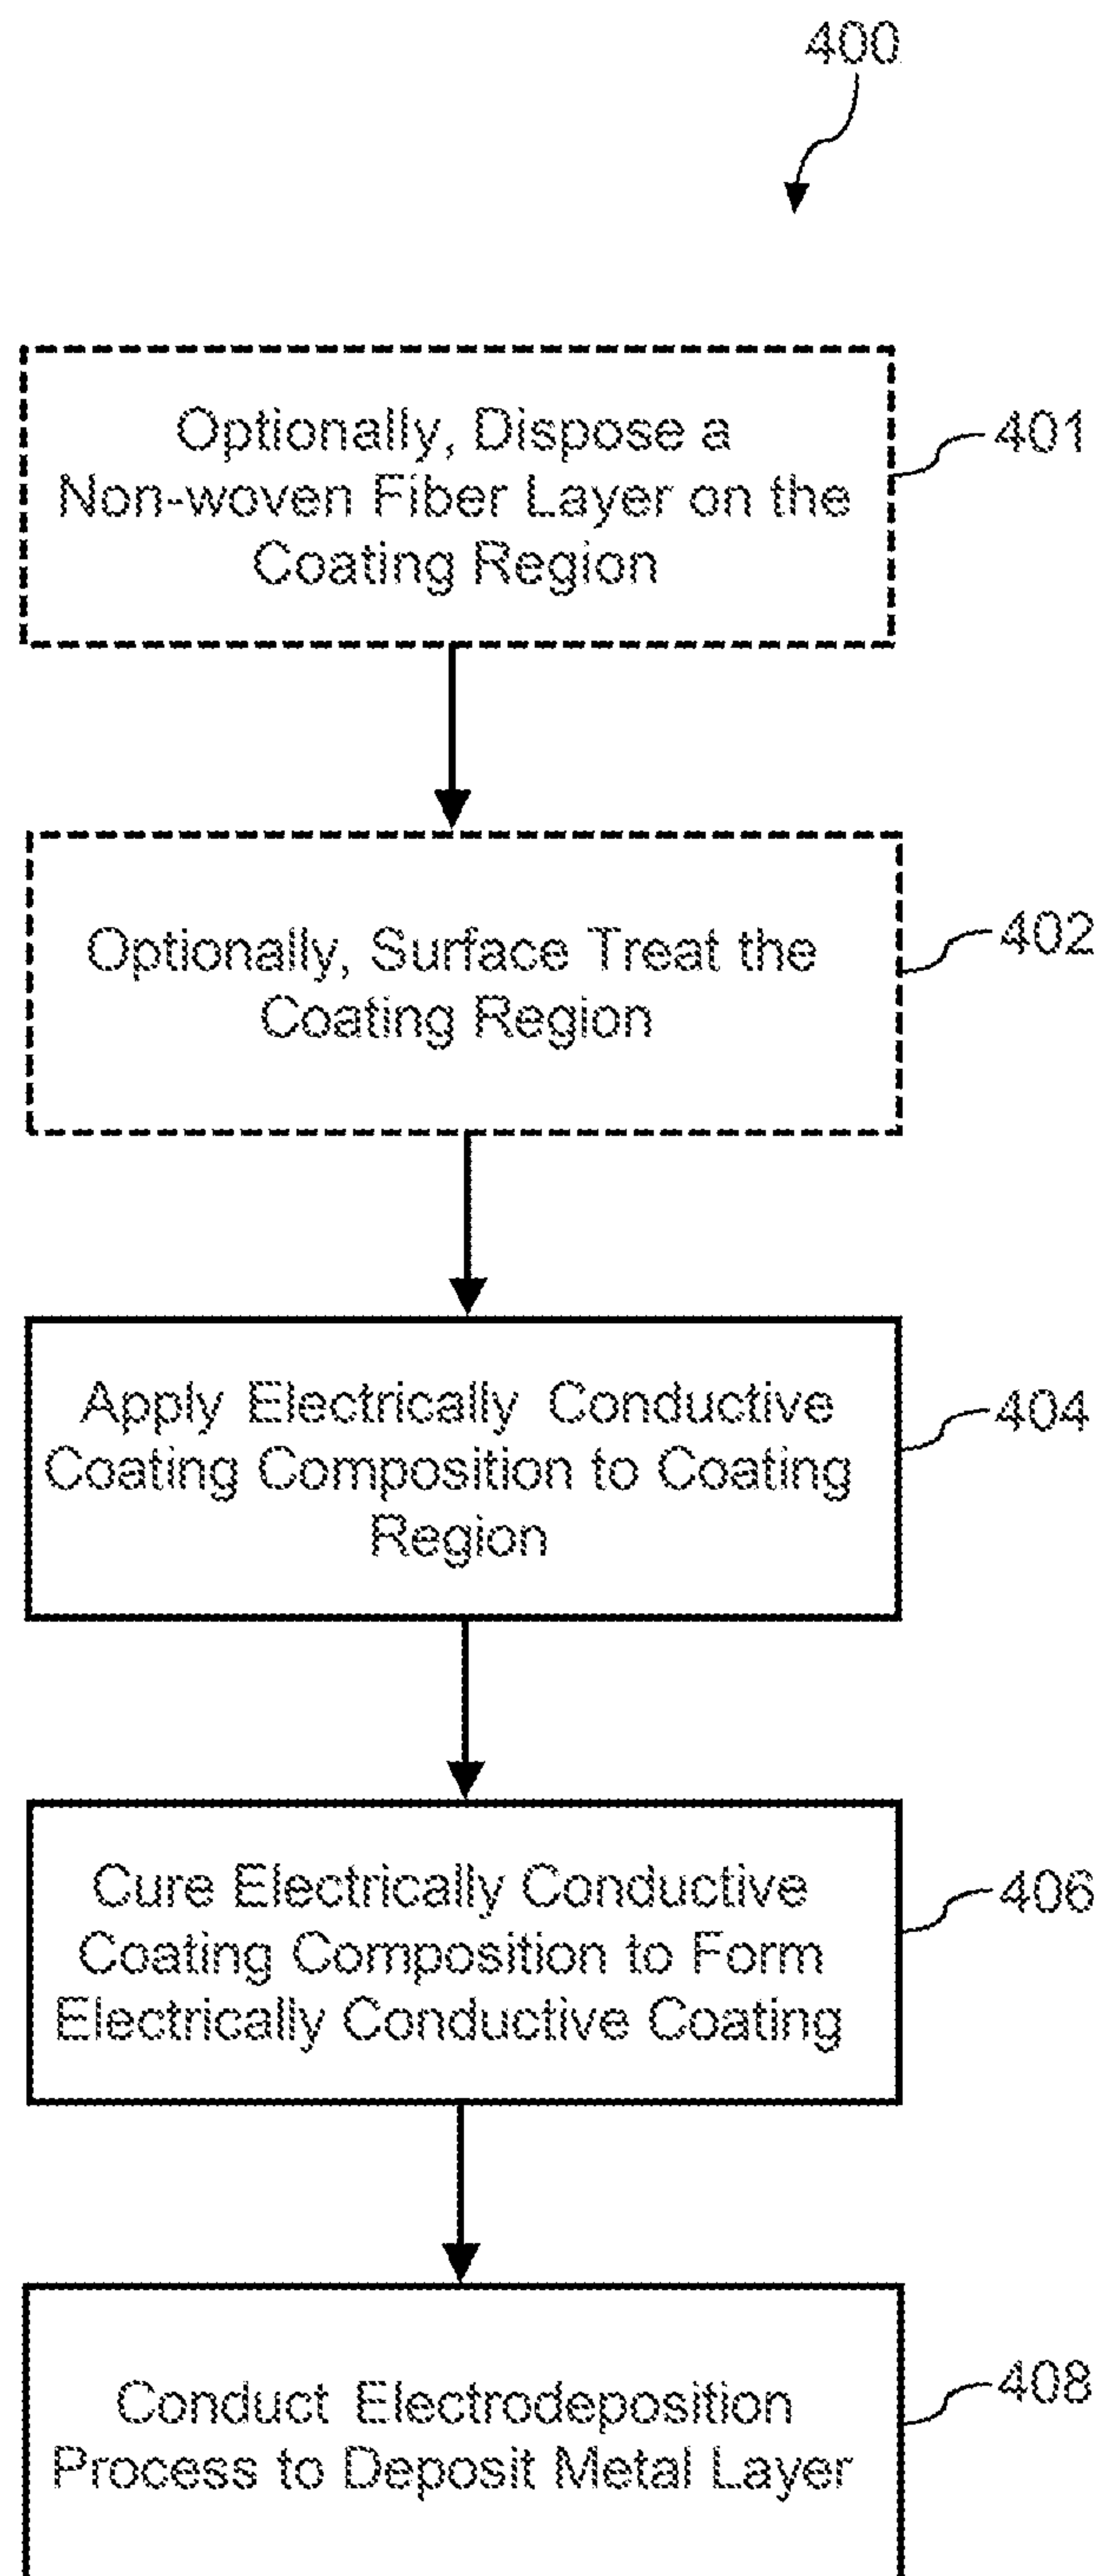 400
Optionally, Dispose a
Non-woven Fiber Layer on the
Coating Region
401
Optionally, Surface Treat the
Coating Region
402
Apply Electrically Conductive
Coating Composition to Coating
Region
404
Cure Electrically Conductive
Coating Composition to Form
Electrically Conductive Coating
406
Conduct Electrodeposition
Process to Deposit Metal Layer
408